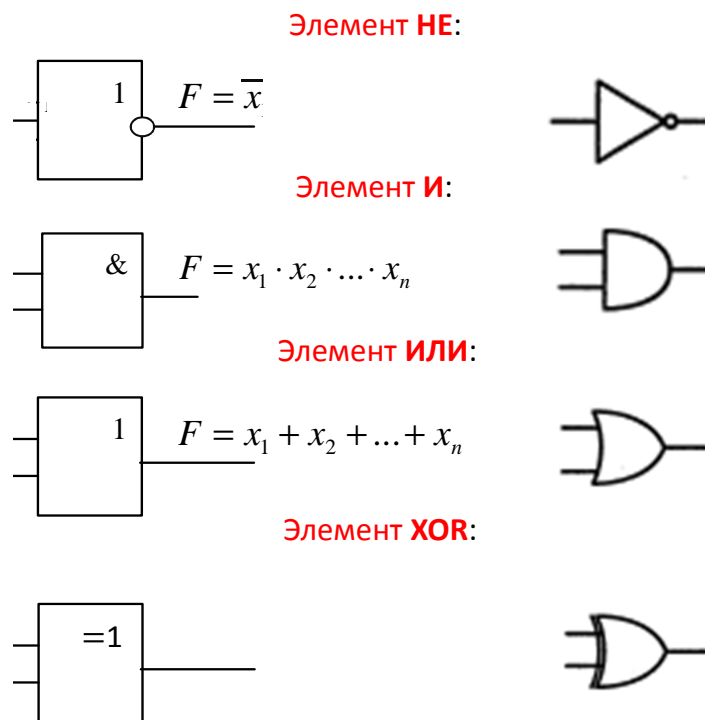 Элемент НЕ:
1 F = x̅
Элемент И:
& F = x₁ · x₂ · ... · xₙ
Элемент ИЛИ:
1 F = x₁ + x₂ + ... + xₙ
Элемент XOR:
=1